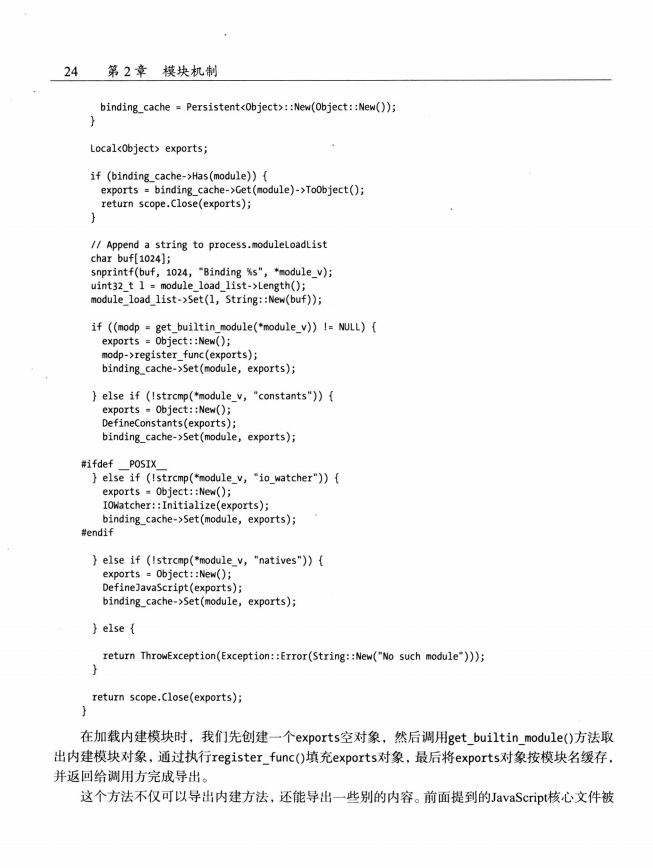 24 第 2 章 模块机制
binding_cache = Persistent<Object>::New(Object::New());
}
Local<Object> exports;
if (binding_cache->Has(module)) {
exports = binding_cache->Get(module)->ToObject();
return scope.Close(exports);
}
// Append a string to process.moduleLoadList
char buf[1024];
snprintf(buf, 1024, "Binding %s", *module_v);
uint32_t l = module_load_list->Length();
module_load_list->Set(l, String::New(buf));
if ((modp = get_builtin_module(*module_v)) != NULL) {
exports = Object::New();
modp->register_func(exports);
binding_cache->Set(module, exports);
} else if (!strcmp(*module_v, "constants")) {
exports = Object::New();
DefineConstants(exports);
binding_cache->Set(module, exports);
#ifdef __POSIX__
} else if (!strcmp(*module_v, "io_watcher")) {
exports = Object::New();
IOWatcher::Initialize(exports);
binding_cache->Set(module, exports);
#endif
} else if (!strcmp(*module_v, "natives")) {
exports = Object::New();
DefineJavaScript(exports);
binding_cache->Set(module, exports);
} else {
return ThrowException(Exception::Error(String::New("No such module")));
}
return scope.Close(exports);
}
在加载内建模块时，我们先创建一个exports空对象，然后调用get_builtin_module()方法取
出内建模块对象，通过执行register_func()填充exports对象，最后将exports对象按模块名缓存，
并返回给调用方完成导出。
这个方法不仅可以导出内建方法，还能导出一些别的内容。前面提到的JavaScript核心文件被